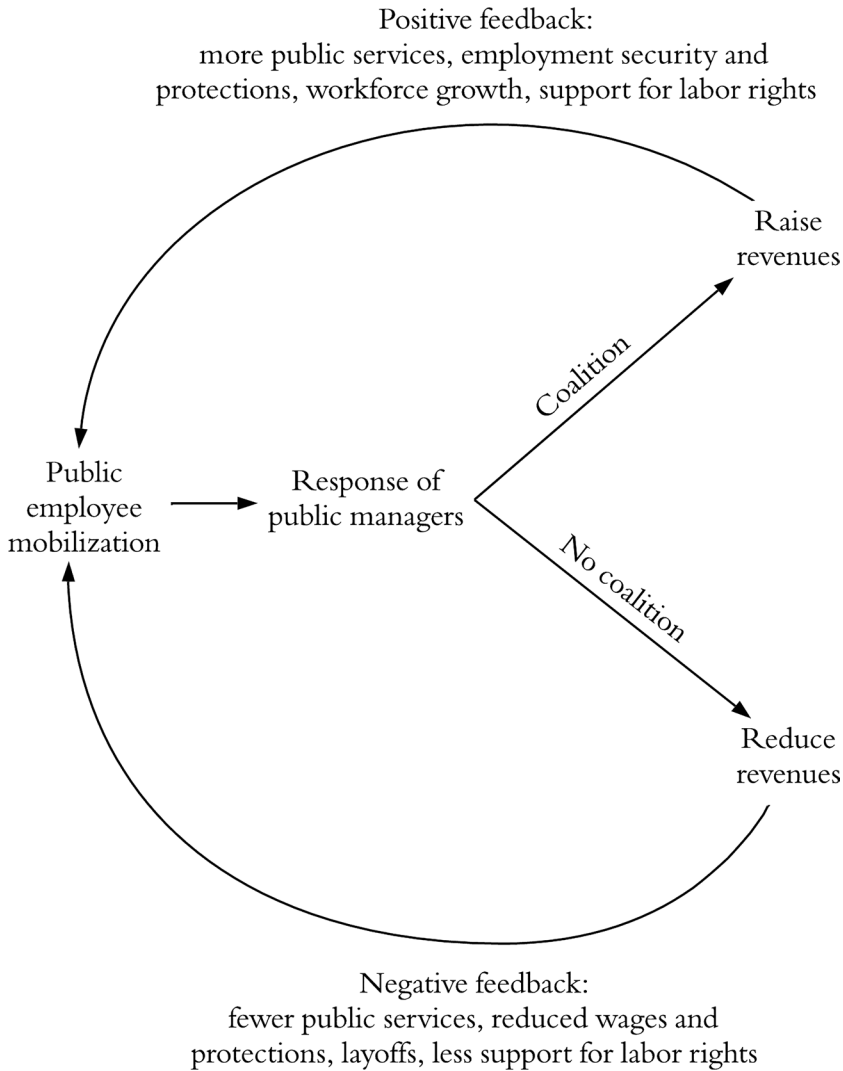 Positive feedback:
more public services, employment security and
protections, workforce growth, support for labor rights
Raise
revenues
Coalition
Public
employee
mobilization
Response of
public managers
No coalition
Reduce
revenues
Negative feedback:
fewer public services, reduced wages and
protections, layoffs, less support for labor rights